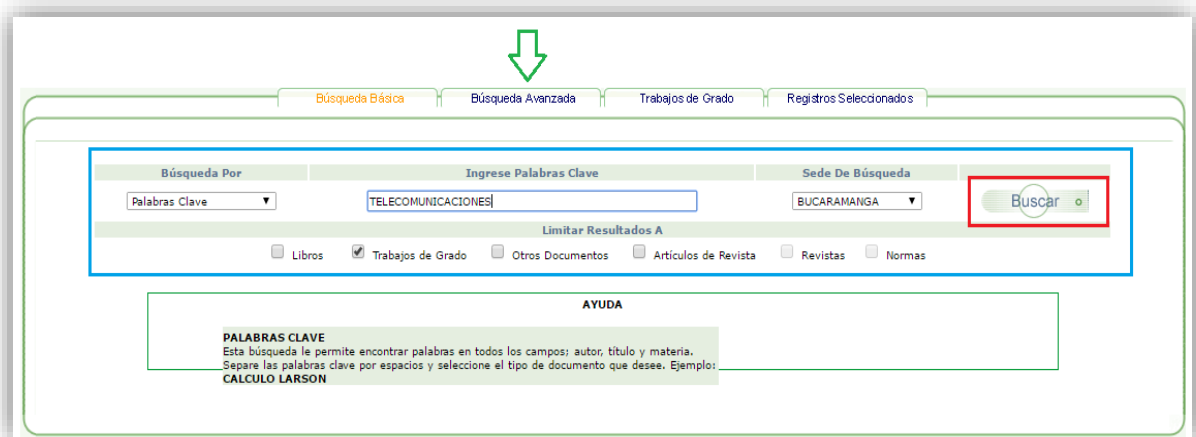 Búsqueda Básica Búsqueda Avanzada Trabajos de Grado Registros Seleccionados
Búsqueda Por Ingrese Palabras Clave Sede De Búsqueda
Palabras Clave TELECOMUNICACIONES BUCARAMANGA Buscar
Limitar Resultados A
Libros Trabajos de Grado Otros Documentos Artículos de Revista Revistas Normas
AYUDA
PALABRAS CLAVE
Esta búsqueda le permite encontrar palabras en todos los campos; autor, título y materia.
Separe las palabras clave por espacios y seleccione el tipo de documento que desee. Ejemplo:
CALCULO LARSON